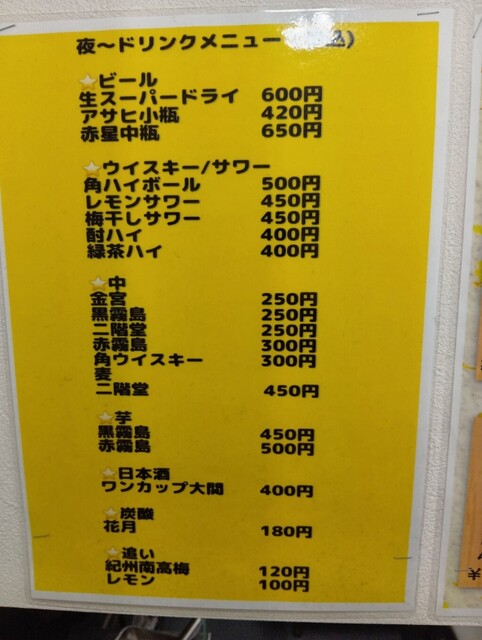 夜〜ドリンクメニュー 込)
⭐ビール
生スーパードライ 600円
アサヒ小瓶 420円
赤星中瓶 650円
⭐ウイスキー/サワー
角ハイボール 500円
レモンサワー 450円
梅干しサワー 450円
酎ハイ 400円
緑茶ハイ 400円
⭐中
金宮 250円
黒霧島 250円
二階堂 250円
赤霧島 300円
角ウイスキー 300円
麦
二階堂 450円
⭐芋
黒霧島 450円
赤霧島 500円
⭐日本酒
ワンカップ大関 400円
⭐炭酸
花月 180円
⭐追い
紀州南高梅 120円
レモン 100円